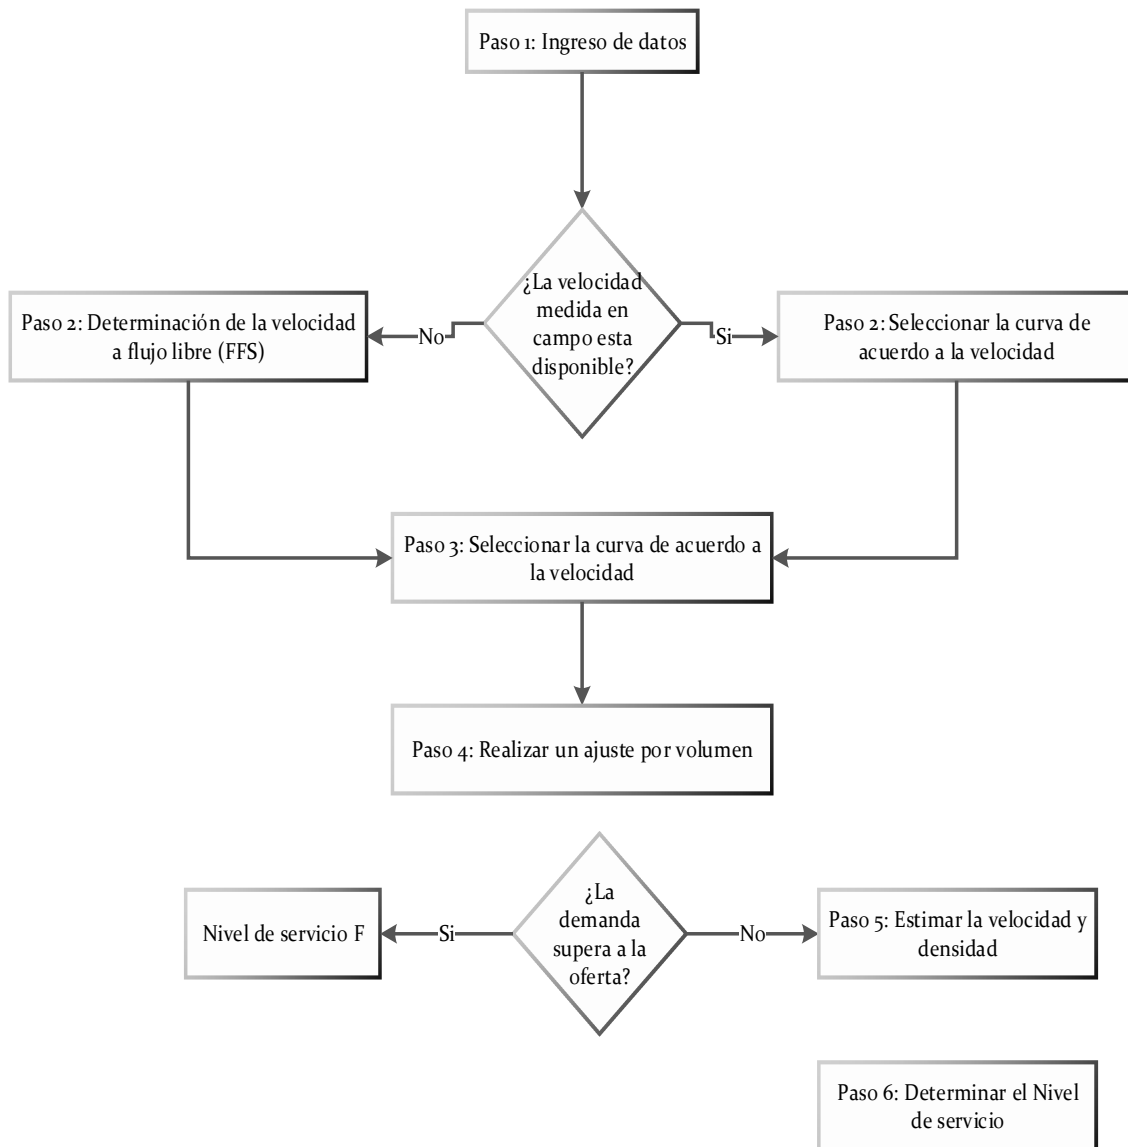 Paso 1: Ingreso de datos
¿La velocidad
medida en
campo esta
disponible?
No
Si
Paso 2: Determinación de la velocidad
a flujo libre (FFS)
Paso 2: Seleccionar la curva de
acuerdo a la velocidad
Paso 3: Seleccionar la curva de acuerdo a
la velocidad
Paso 4: Realizar un ajuste por volumen
¿La
demanda
supera a la
oferta?
Si
No
Nivel de servicio F
Paso 5: Estimar la velocidad y
densidad
Paso 6: Determinar el Nivel
de servicio